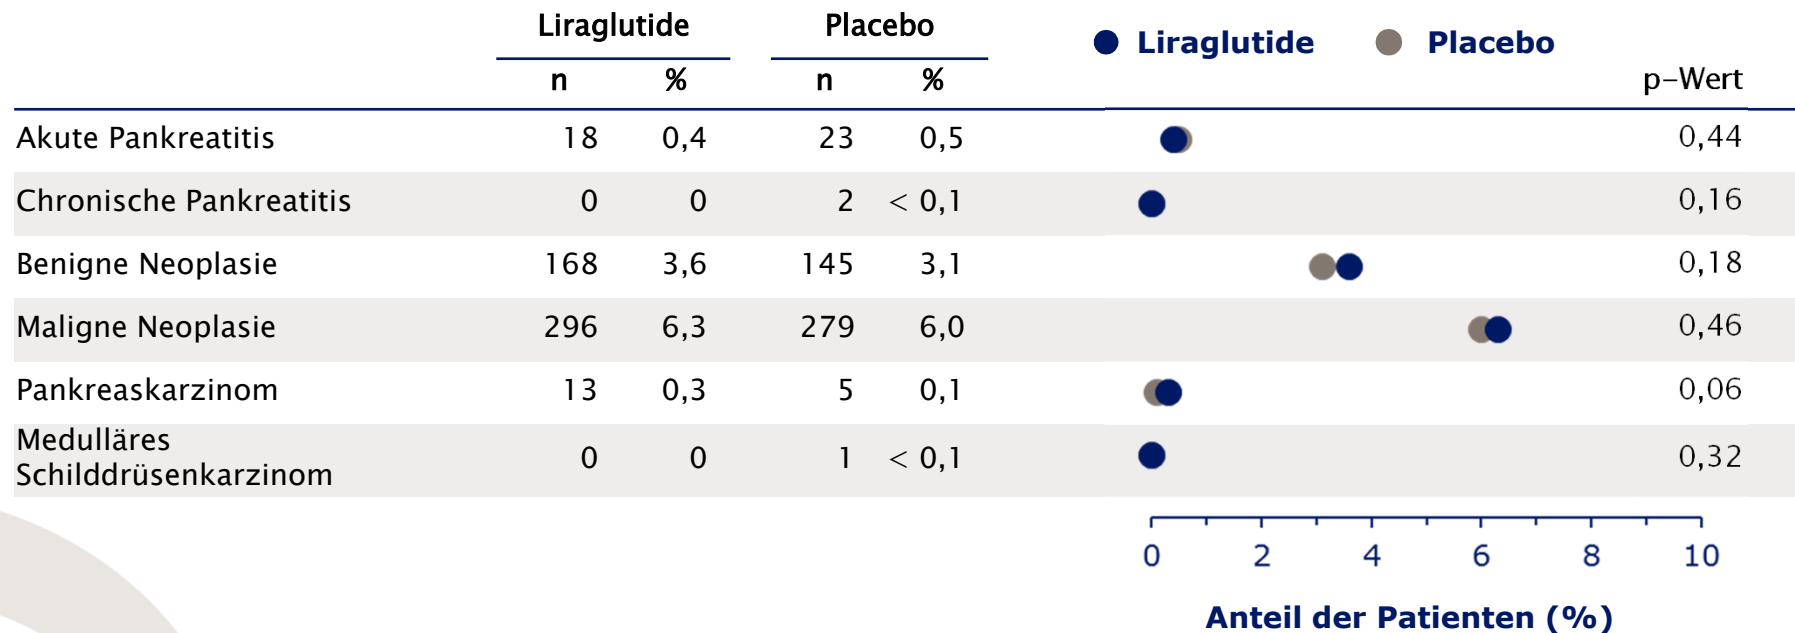 Liraglutide Placebo
Liraglutide Placebo
n % n % p-Wert
Akute Pankreatitis 18 0,4 23 0,5 0,44
Chronische Pankreatitis 0 0 2 < 0,1 0,16
Benigne Neoplasie 168 3,6 145 3,1 0,18
Maligne Neoplasie 296 6,3 279 6,0 0,46
Pankreaskarzinom 13 0,3 5 0,1 0,06
Medulläres
Schilddrüsenkarzinom 0 0 1 < 0,1 0,32
0 2 4 6 8 10
Anteil der Patienten (%)